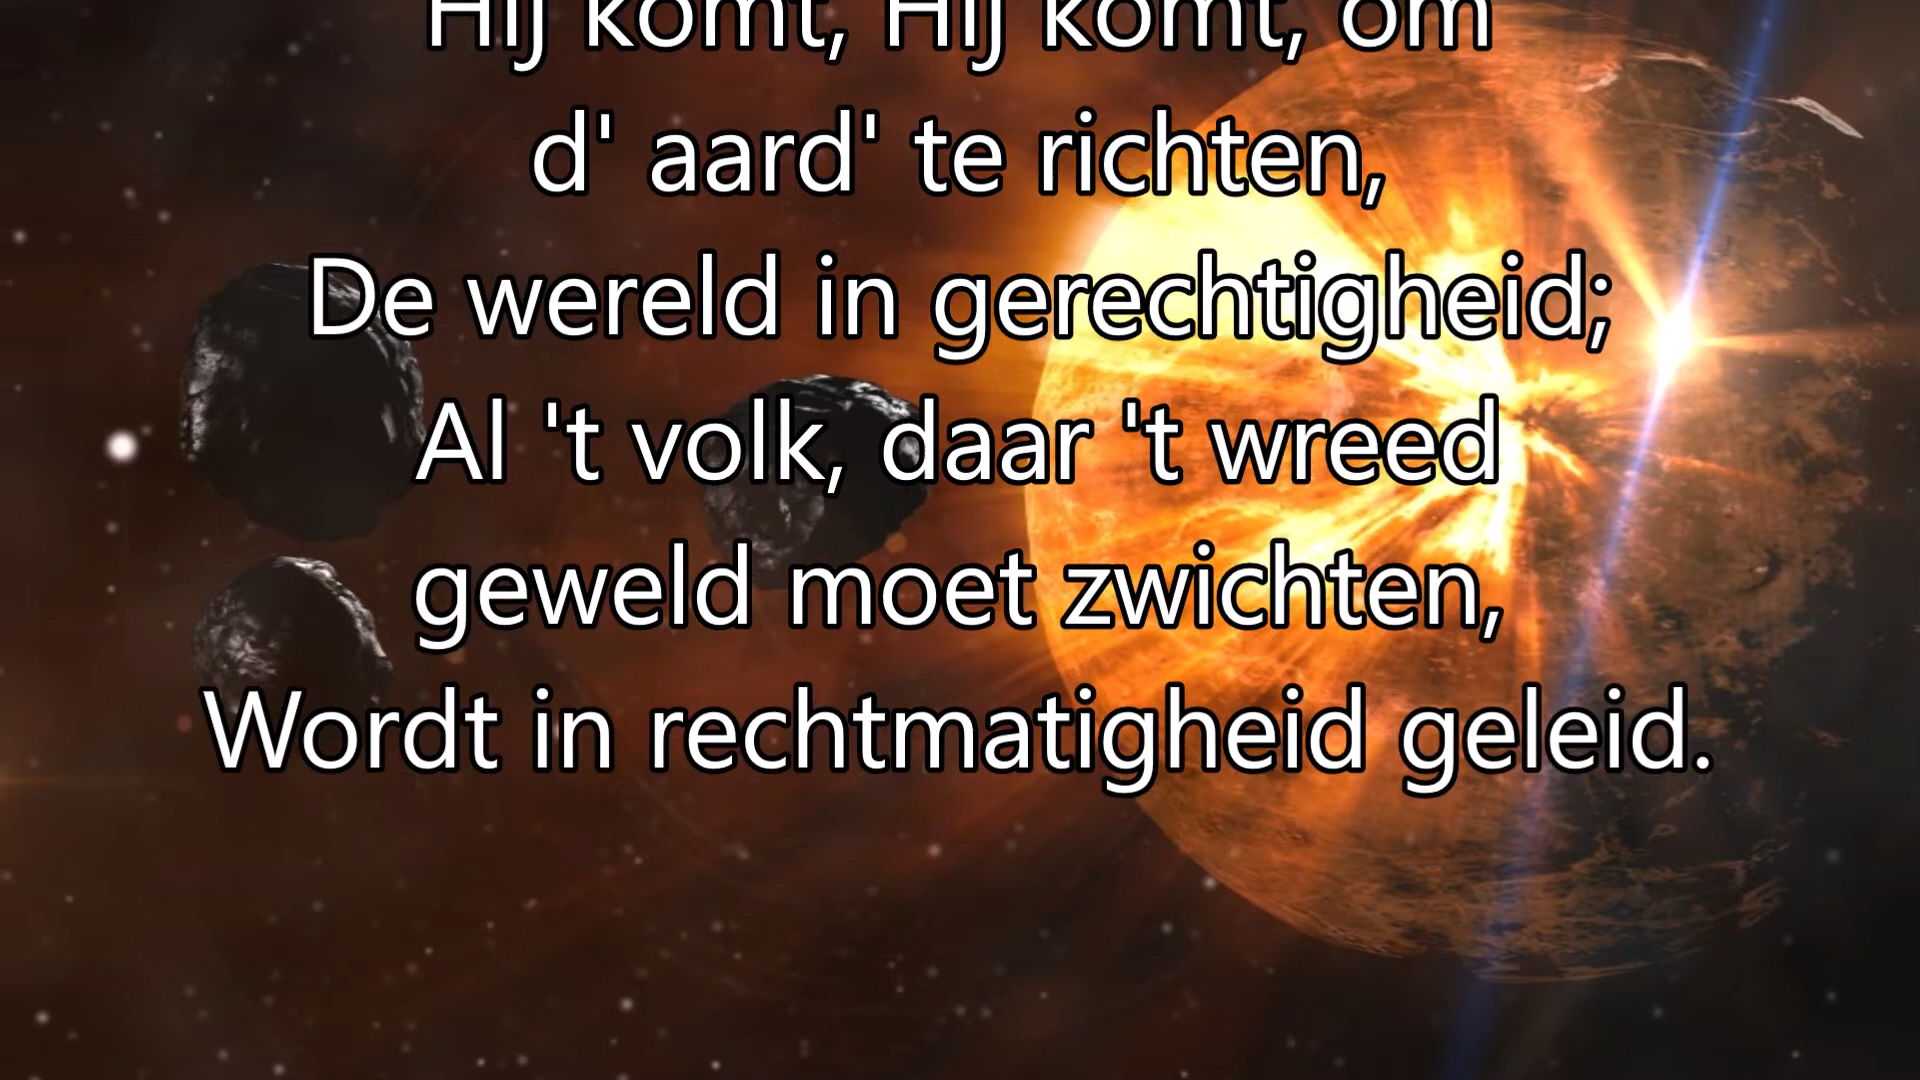 Hij komt, Hij komt, om
d' aard' te richten,
De wereld in gerechtigheid;
Al 't volk, daar 't wreed
geweld moet zwichten,
Wordt in rechtmatigheid geleid.